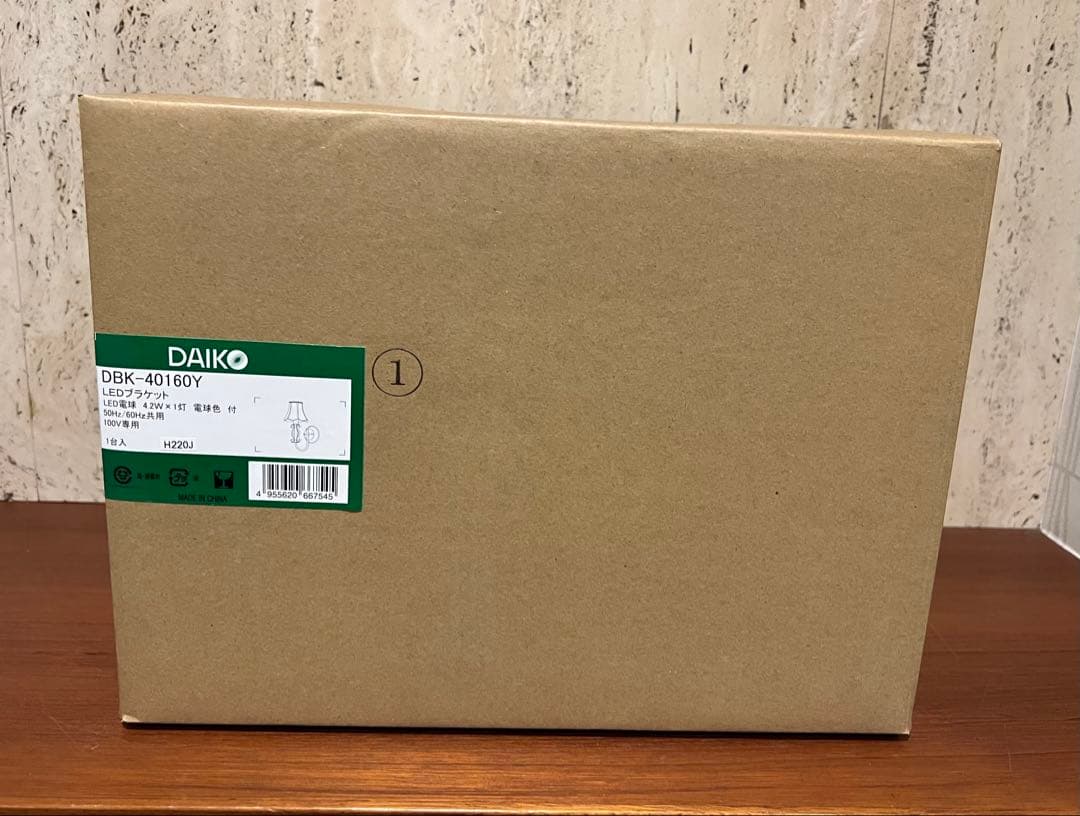 DAIKO
①
DBK-40160Y
LEDブラケット
LED電球 4.2W×1灯 電球色 付
50Hz/60Hz共用
100V専用
1台入 H220J
MADE IN CHINA
4 955620 667545